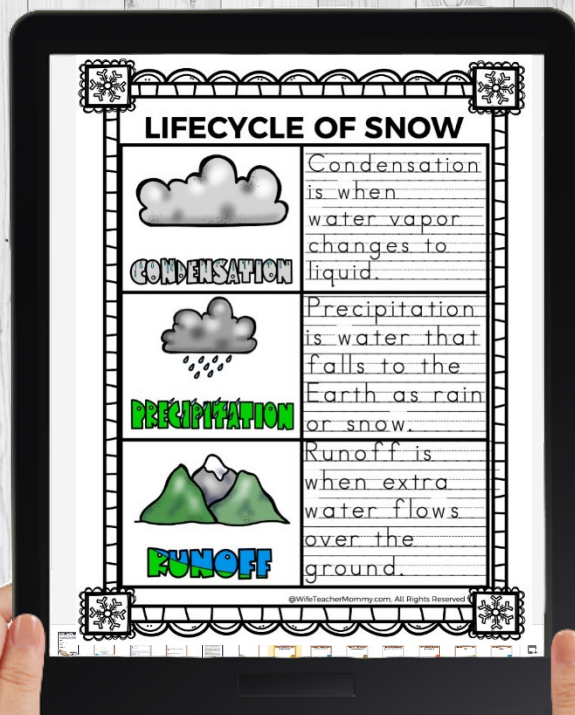 LIFECYCLE OF SNOW
CONDENSATION
Condensation
is when
water vapor
changes to
liquid.
PRECIPITATION
Precipitation
is water that
falls to the
Earth as rain
or snow.
RUNOFF
Runoff is
when extra
water flows
over the
ground.
@WifeTeacherMommy.com, All Rights Reserved